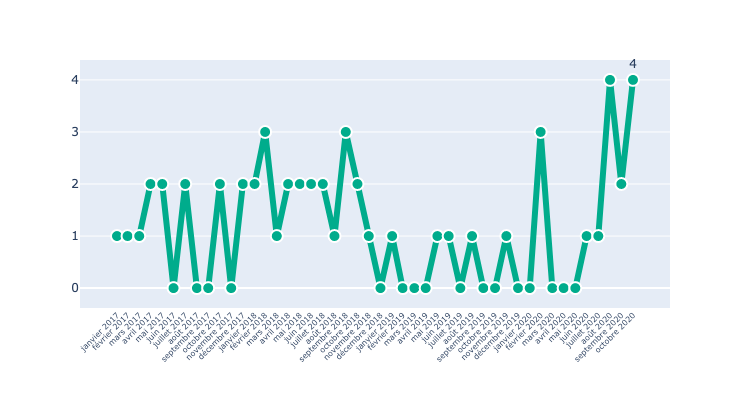 4
4
3
2
1
0
janvier 2017
février 2017
mars 2017
avril 2017
mai 2017
juin 2017
juillet 2017
août 2017
septembre 2017
octobre 2017
novembre 2017
décembre 2017
janvier 2018
février 2018
mars 2018
avril 2018
mai 2018
juin 2018
juillet 2018
août 2018
septembre 2018
octobre 2018
novembre 2018
décembre 2018
janvier 2019
février 2019
mars 2019
avril 2019
mai 2019
juin 2019
juillet 2019
août 2019
septembre 2019
octobre 2019
novembre 2019
décembre 2019
janvier 2020
février 2020
mars 2020
avril 2020
mai 2020
juin 2020
juillet 2020
août 2020
septembre 2020
octobre 2020